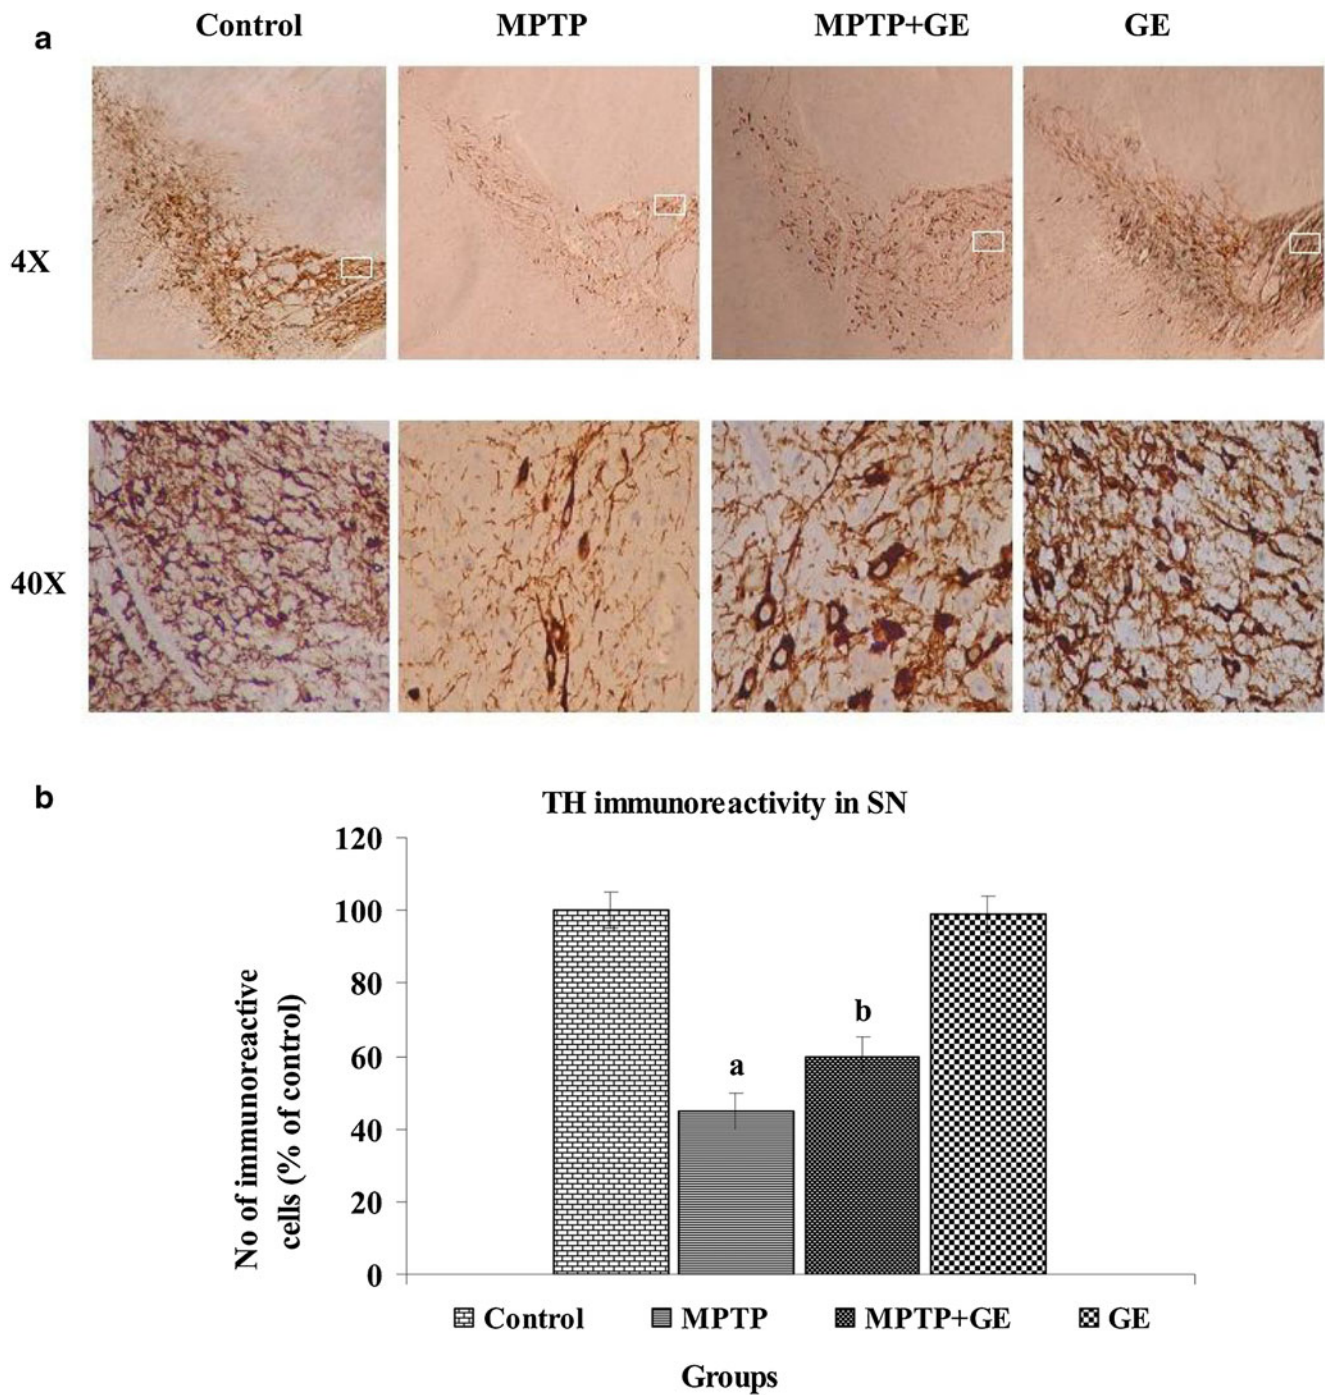 a
Control MPTP MPTP+GE GE
4X
40X
b
TH immunoreactivity in SN
120
100
80
60
40
20
0
No of immunoreactive
cells (% of control)
a
b
Control MPTP MPTP+GE GE
Groups